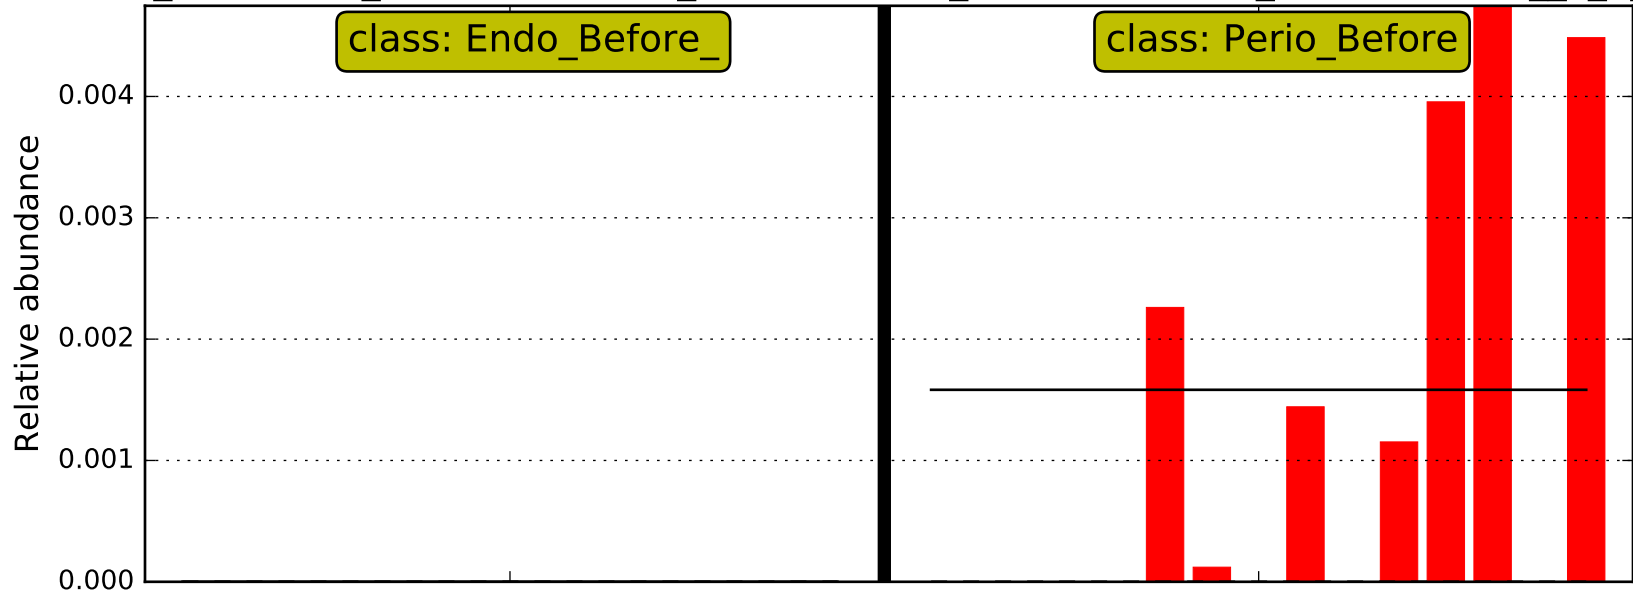 class: Endo_Before_
class: Perio_Before
Relative abundance
0.004
0.003
0.002
0.001
0.000